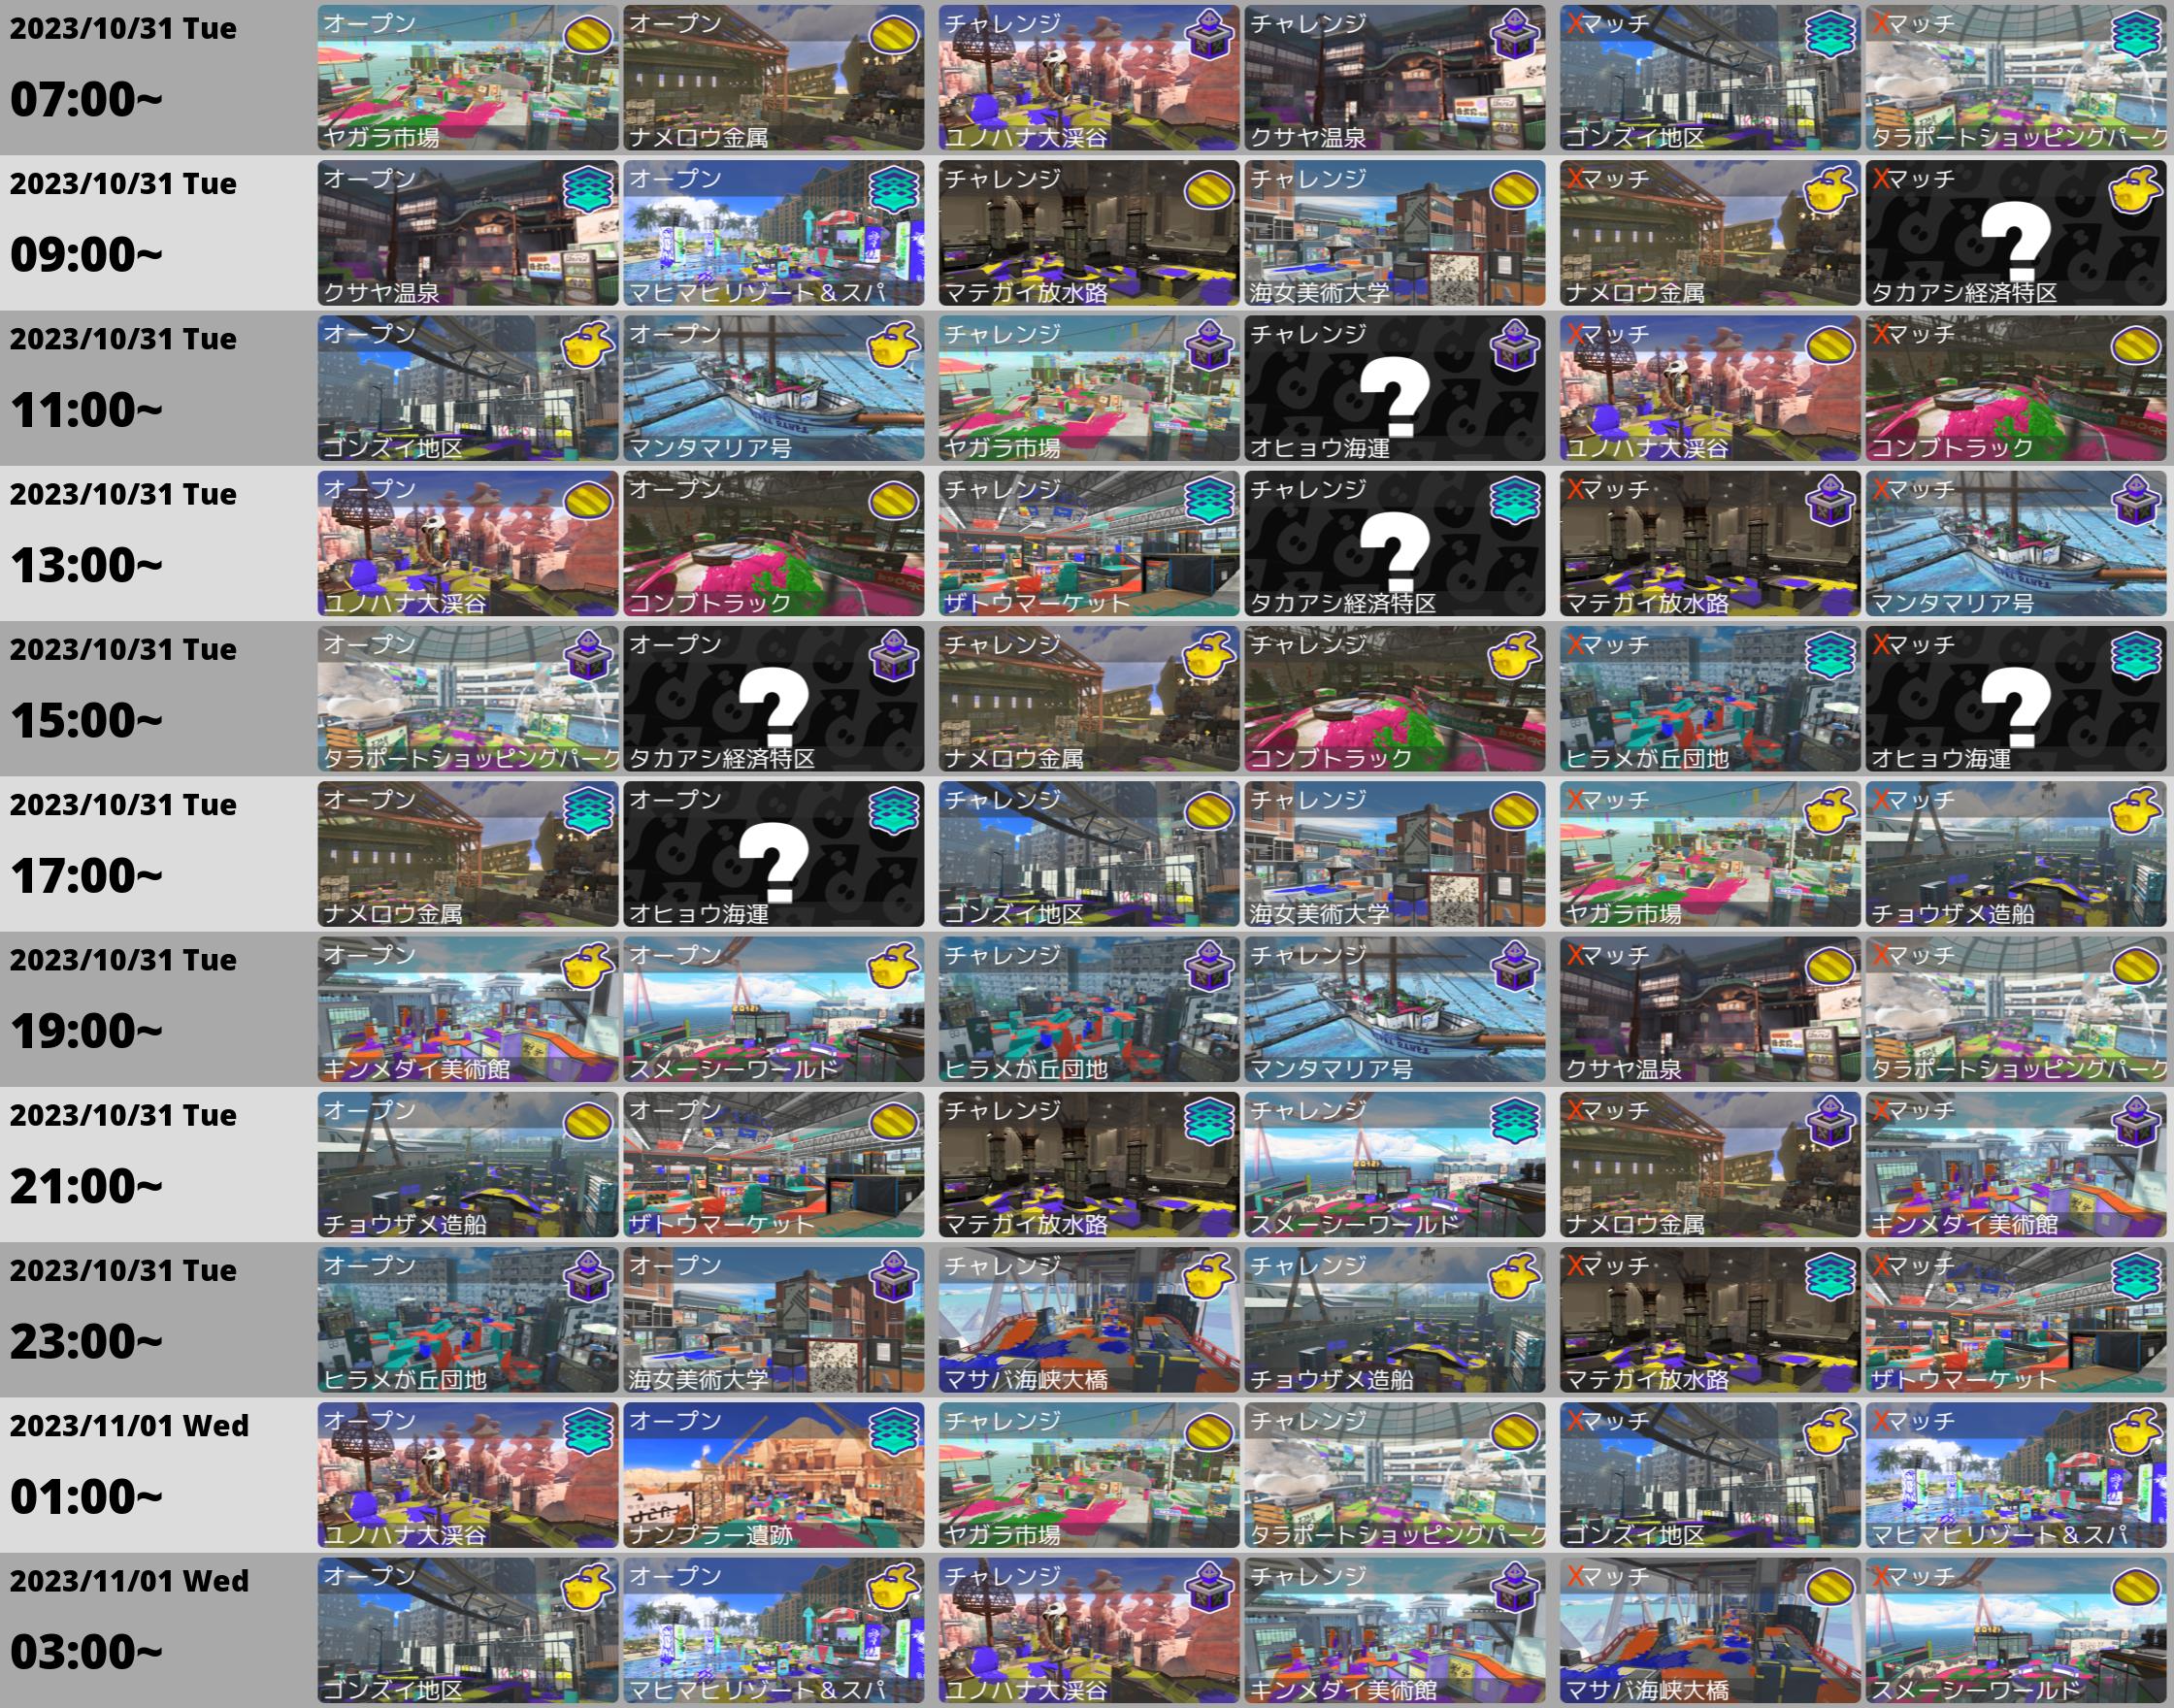 2023/10/31 Tue
07:00~
オープン
ヤガラ市場
オープン
ナメロウ金属
チャレンジ
ユノハナ大渓谷
チャレンジ
クサヤ温泉
Xマッチ
ゴンズイ地区
Xマッチ
タラポートショッピングパーク
2023/10/31 Tue
09:00~
オープン
クサヤ温泉
オープン
マヒマヒリゾート＆スパ
チャレンジ
マテガイ放水路
チャレンジ
海女美術大学
Xマッチ
ナメロウ金属
Xマッチ
タカアシ経済特区
2023/10/31 Tue
11:00~
オープン
ゴンズイ地区
オープン
マンタマリア号
チャレンジ
ヤガラ市場
チャレンジ
オヒョウ海運
Xマッチ
ユノハナ大渓谷
Xマッチ
コンブトラック
2023/10/31 Tue
13:00~
オープン
ユノハナ大渓谷
オープン
コンブトラック
チャレンジ
ザトウマーケット
チャレンジ
タカアシ経済特区
Xマッチ
マテガイ放水路
Xマッチ
マンタマリア号
2023/10/31 Tue
15:00~
オープン
タラポートショッピングパーク
オープン
タカアシ経済特区
チャレンジ
ナメロウ金属
チャレンジ
コンブトラック
Xマッチ
ヒラメが丘団地
Xマッチ
オヒョウ海運
2023/10/31 Tue
17:00~
オープン
ナメロウ金属
オープン
オヒョウ海運
チャレンジ
ゴンズイ地区
チャレンジ
海女美術大学
Xマッチ
ヤガラ市場
Xマッチ
チョウザメ造船
2023/10/31 Tue
19:00~
オープン
キンメダイ美術館
オープン
スメーシーワールド
チャレンジ
ヒラメが丘団地
チャレンジ
マンタマリア号
Xマッチ
クサヤ温泉
Xマッチ
タラポートショッピングパーク
2023/10/31 Tue
21:00~
オープン
チョウザメ造船
オープン
ザトウマーケット
チャレンジ
マテガイ放水路
チャレンジ
スメーシーワールド
Xマッチ
ナメロウ金属
Xマッチ
キンメダイ美術館
2023/10/31 Tue
23:00~
オープン
ヒラメが丘団地
オープン
海女美術大学
チャレンジ
マサバ海峡大橋
チャレンジ
チョウザメ造船
Xマッチ
マテガイ放水路
Xマッチ
ザトウマーケット
2023/11/01 Wed
01:00~
オープン
ユノハナ大渓谷
オープン
ナンプラー遺跡
チャレンジ
ヤガラ市場
チャレンジ
タラポートショッピングパーク
Xマッチ
ゴンズイ地区
Xマッチ
マヒマヒリゾート＆スパ
2023/11/01 Wed
03:00~
オープン
ゴンズイ地区
オープン
マヒマヒリゾート＆スパ
チャレンジ
ユノハナ大渓谷
チャレンジ
キンメダイ美術館
Xマッチ
マサバ海峡大橋
Xマッチ
スメーシーワールド